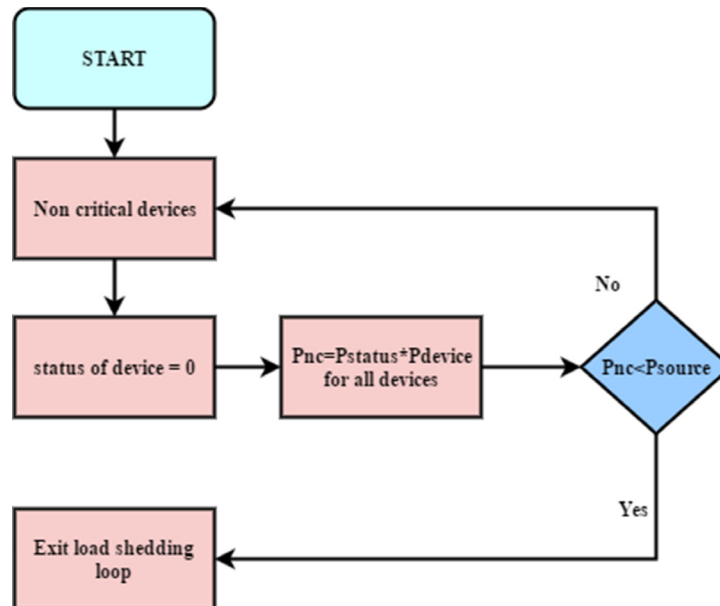 START
Non critical devices
status of device = 0
Pnc=Pstatus*Pdevice
for all devices
No
Pnc<Psource
Yes
Exit load shedding
loop